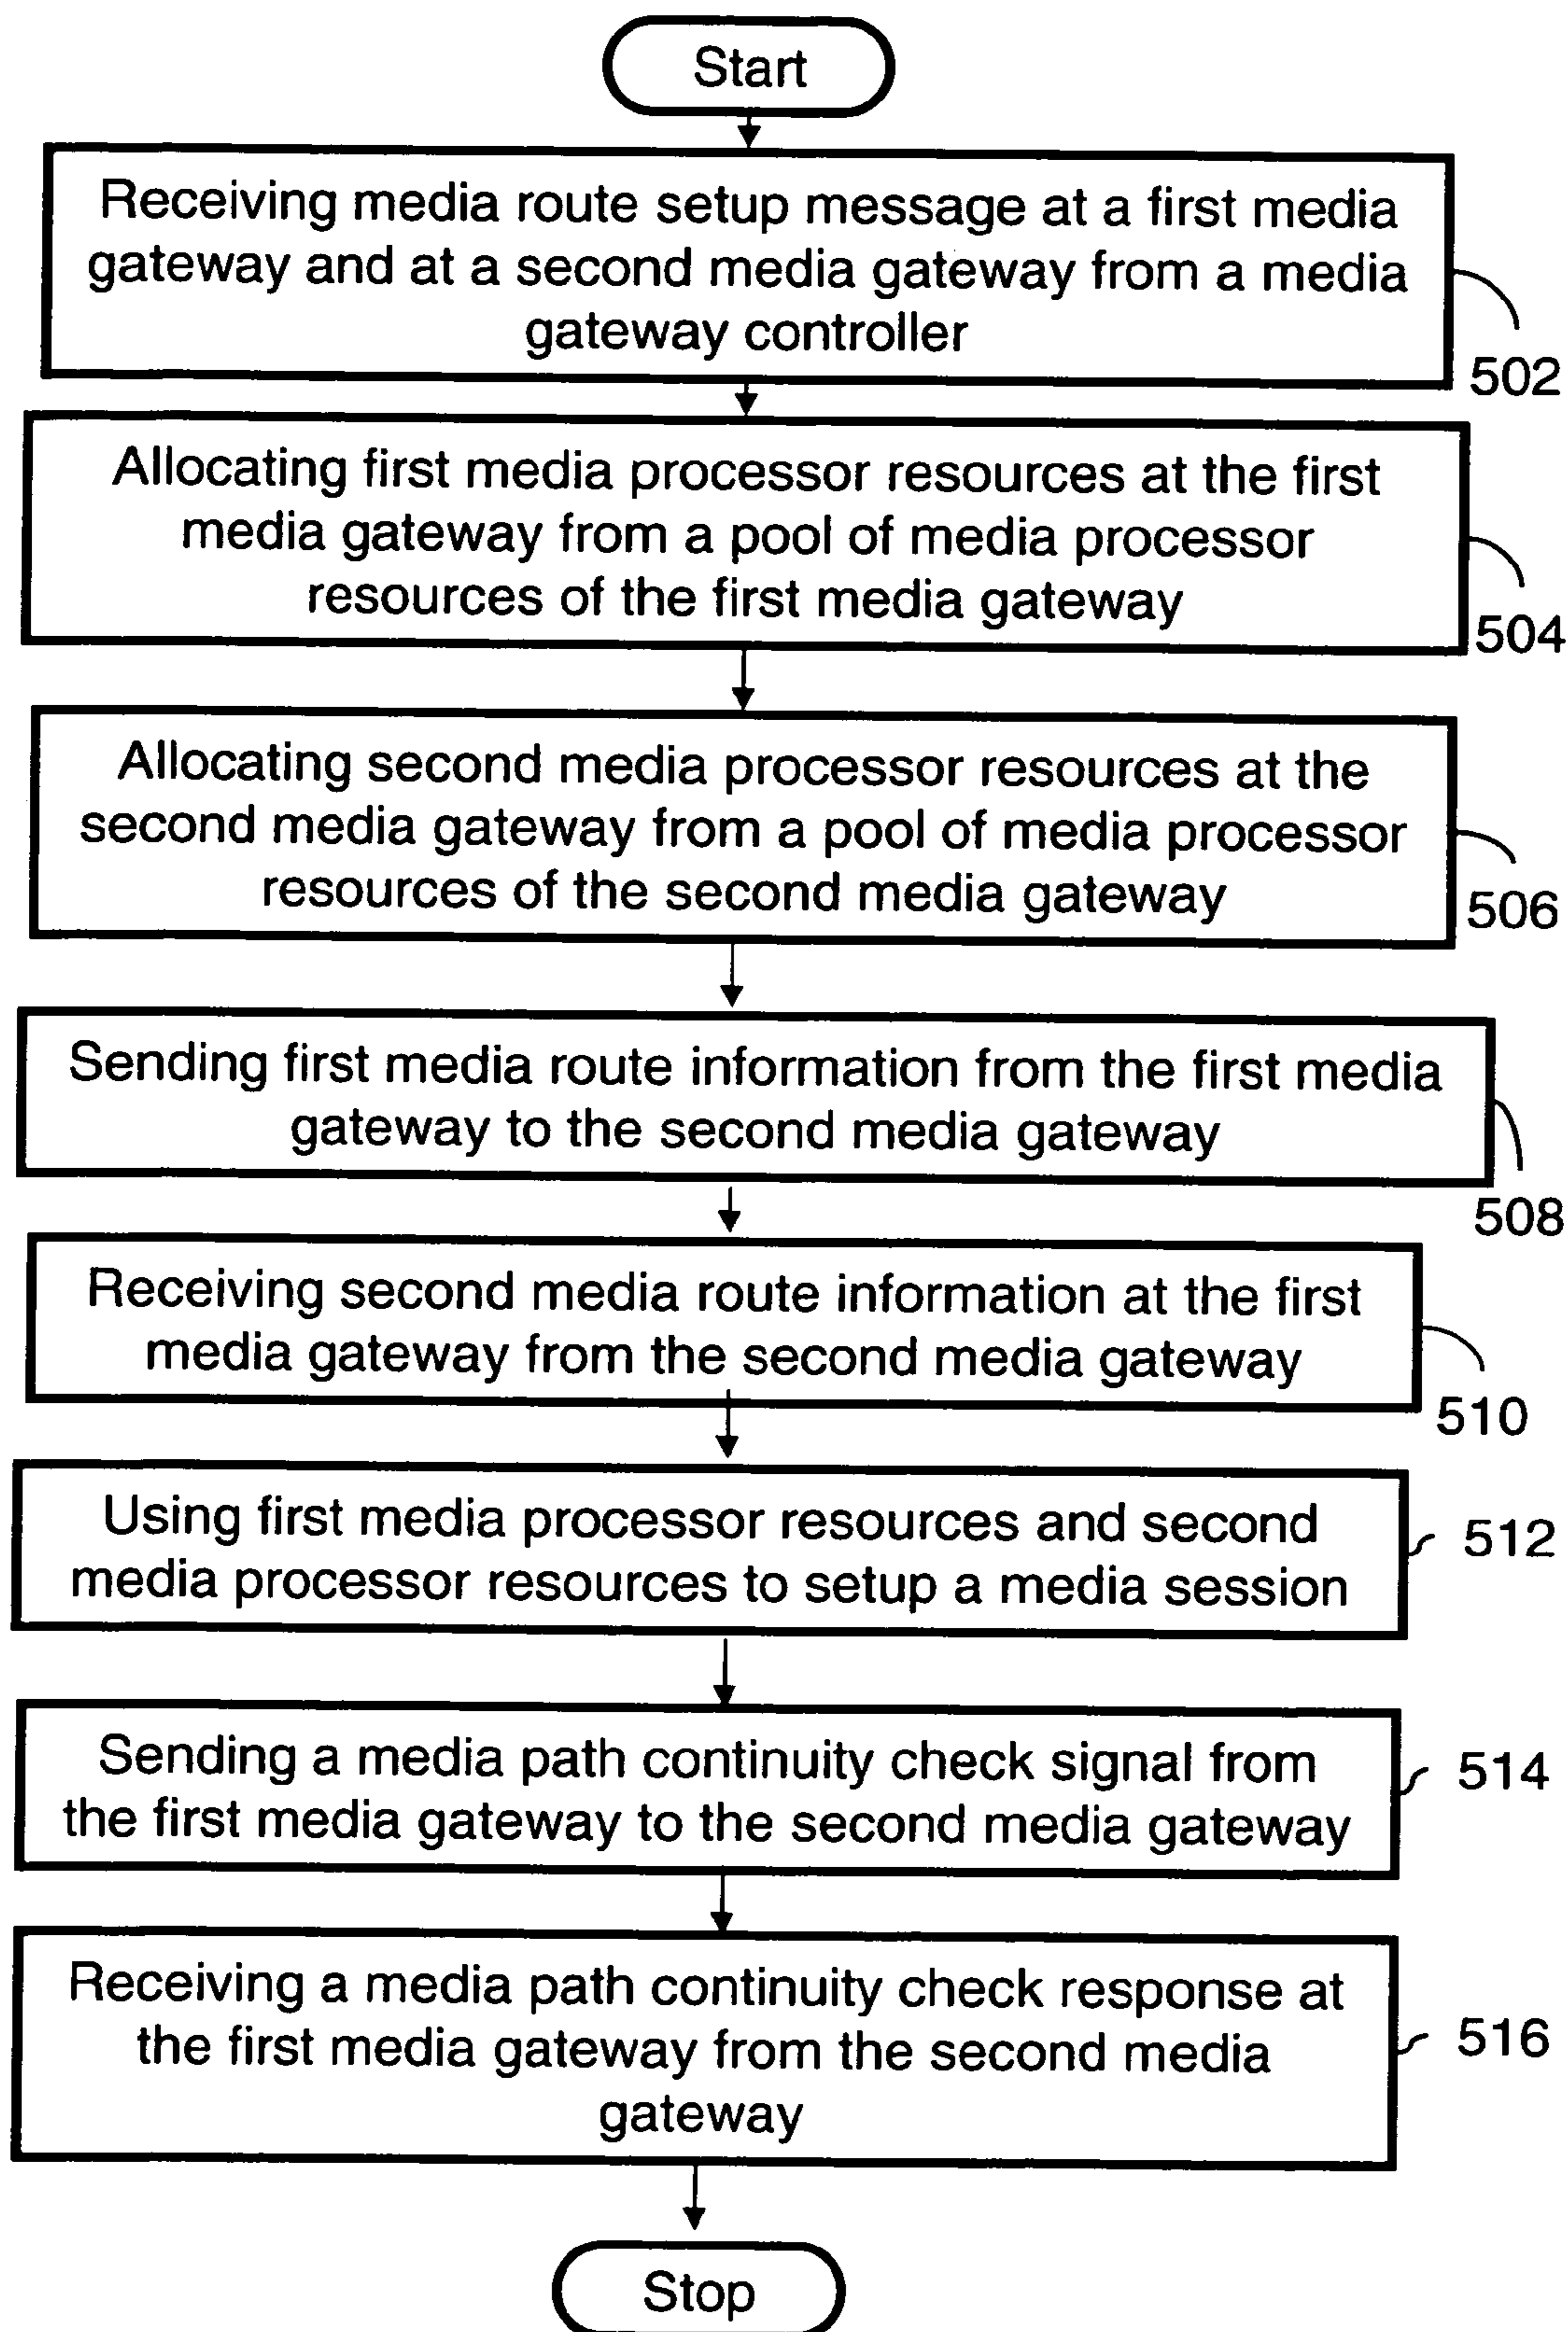 Start
Receiving media route setup message at a first media
gateway and at a second media gateway from a media
gateway controller
502
Allocating first media processor resources at the first
media gateway from a pool of media processor
resources of the first media gateway
504
Allocating second media processor resources at the
second media gateway from a pool of media processor
resources of the second media gateway
506
Sending first media route information from the first media
gateway to the second media gateway
508
Receiving second media route information at the first
media gateway from the second media gateway
510
Using first media processor resources and second
media processor resources to setup a media session
512
Sending a media path continuity check signal from
the first media gateway to the second media gateway
514
Receiving a media path continuity check response at
the first media gateway from the second media
gateway
516
Stop